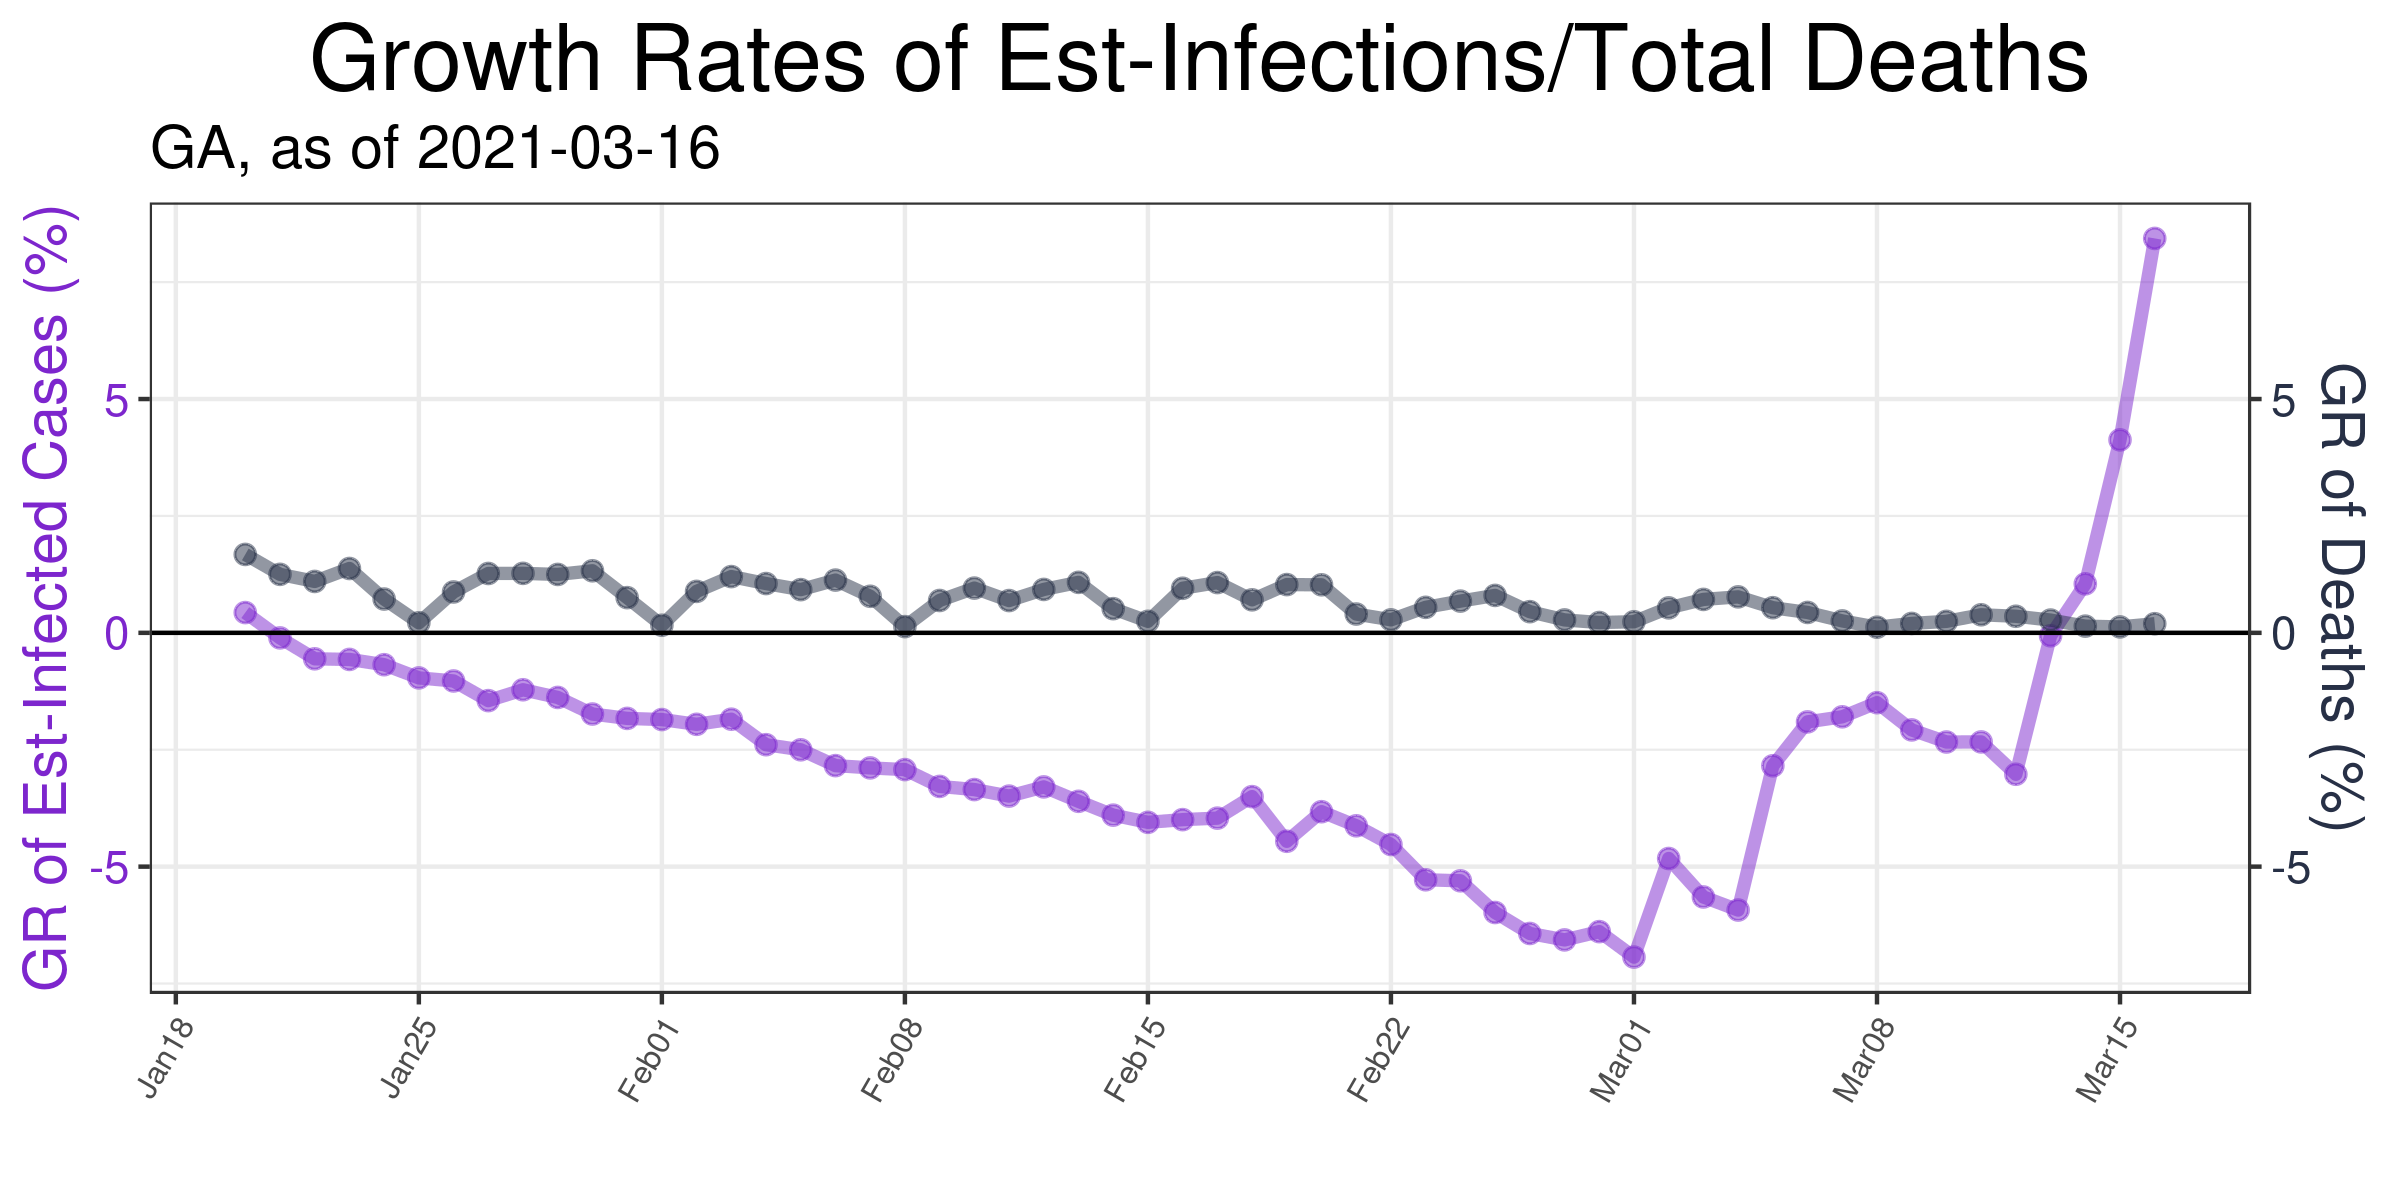 Growth Rates of Est-Infections/Total Deaths
GA, as of 2021-03-16
GR of Est-Infected Cases (%)
5
0
-5
5
0
-5
GR of Deaths (%)
Jan18
Jan25
Feb01
Feb08
Feb15
Feb22
Mar01
Mar08
Mar15